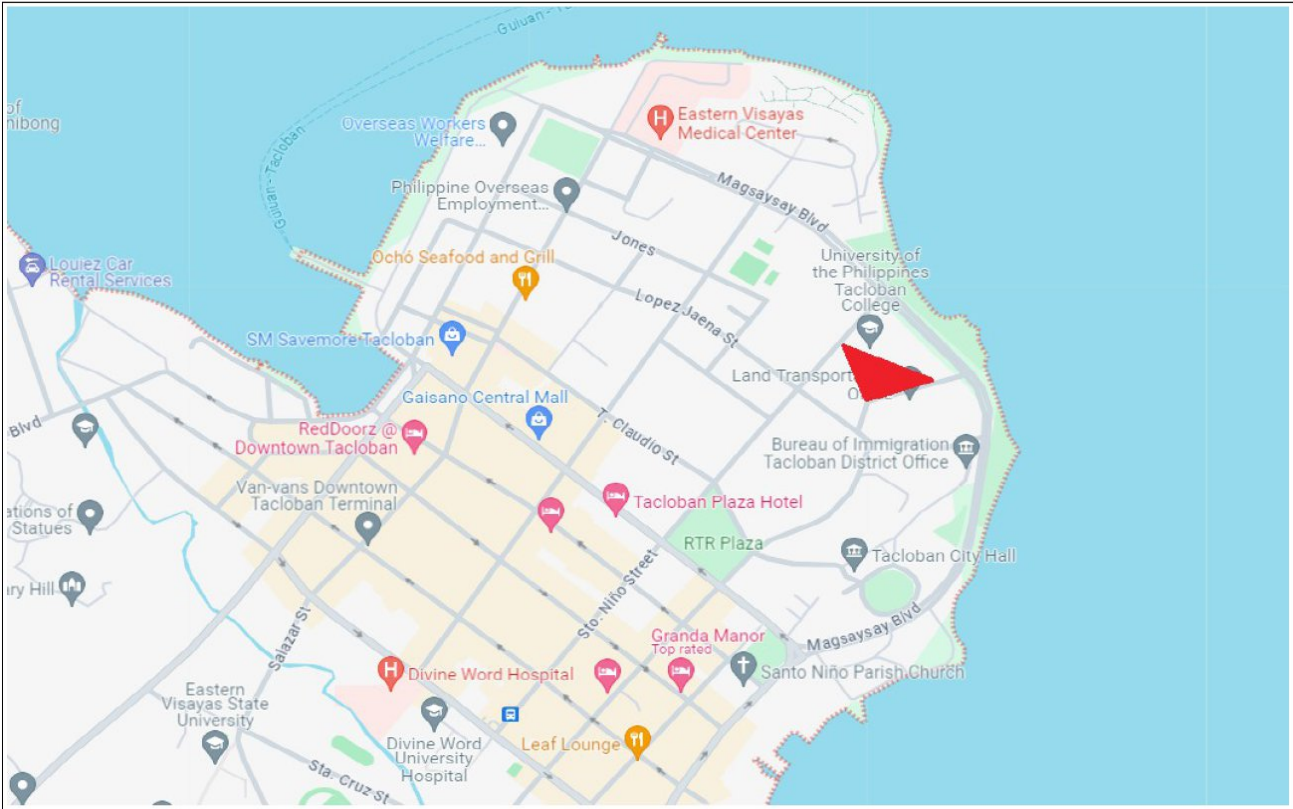 Guiuan - T
of
nibong
Guiuan - Tacloban
Overseas Workers
Welfare...
Eastern Visayas
Medical Center
Philippine Overseas
Employment...
Magsaysay Blvd
Jones
Ochó Seafood and Grill
Louiez Car
Rental Services
University of
the Philippines
Tacloban
College
Lopez Jaena St
SM Savemore Tacloban
Land Transport
O
Gaisano Central Mall
Blvd
RedDoorz @
Downtown Tacloban
T. Claudio St
Bureau of Immigration
Tacloban District Office
Van-vans Downtown
Tacloban Terminal
ations of
Statues
Tacloban Plaza Hotel
RTR Plaza
Tacloban City Hall
ary Hill
Sto. Niño Street
Salazar St
Magsaysay Blvd
Granda Manor
Top rated
Santo Niño Parish Church
H Divine Word Hospital
Eastern
Visayas State
University
Divine Word
University
Hospital
Leaf Lounge
Sta. Cruz St